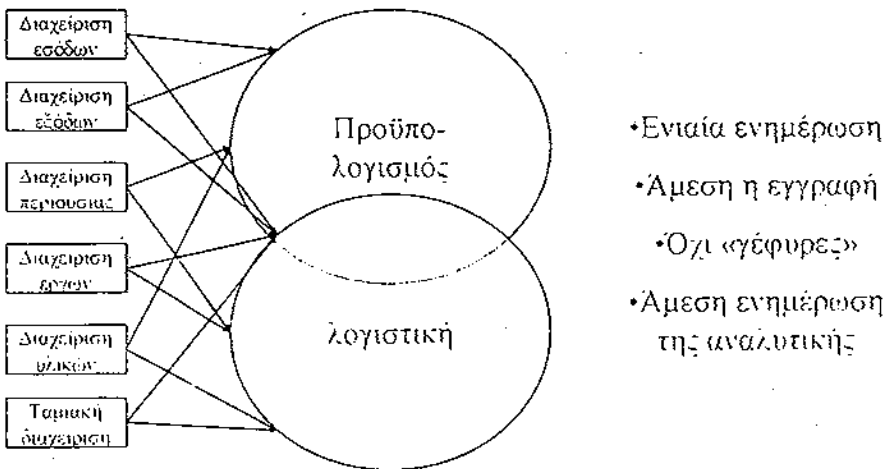 Διαχείριση
εσόδων
Διαχείριση
εξόδων
Διαχείριση
περιουσίας
Διαχείριση
έργων
Διαχείριση
υλικών
Ταμιακή
διαχείριση
Προϋπο-
λογισμός
λογιστική
•Ενιαία ενημέρωση
•Άμεση η εγγραφή
•Όχι «γέφυρες»
•Άμεση ενημέρωση
της αναλυτικής